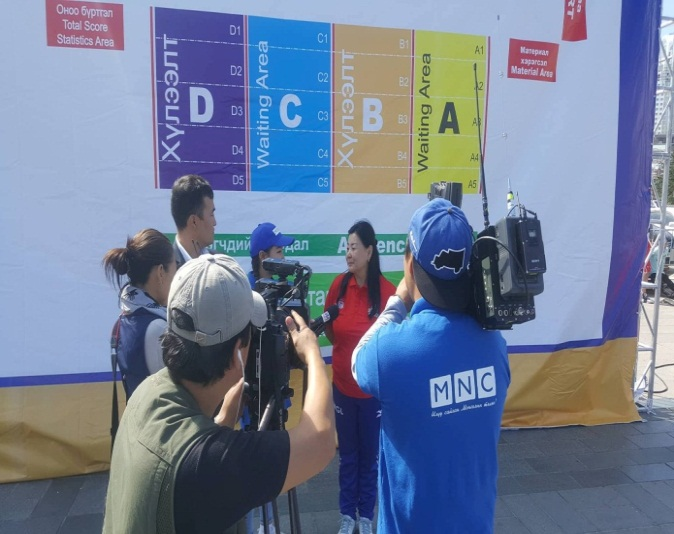 Оноо бүртгэл
Total Score
Statistics Area
Материал
хэрэгсэл
Material Area
RT
Хүлээлт
D
D1
D2
D3
D4
D5
Waiting Area
C
C1
C2
C3
C4
C5
Хүлээлт
B
B1
B2
B3
B4
B5
Waiting Area
A
A1
A2
A3
A4
A5
MNC